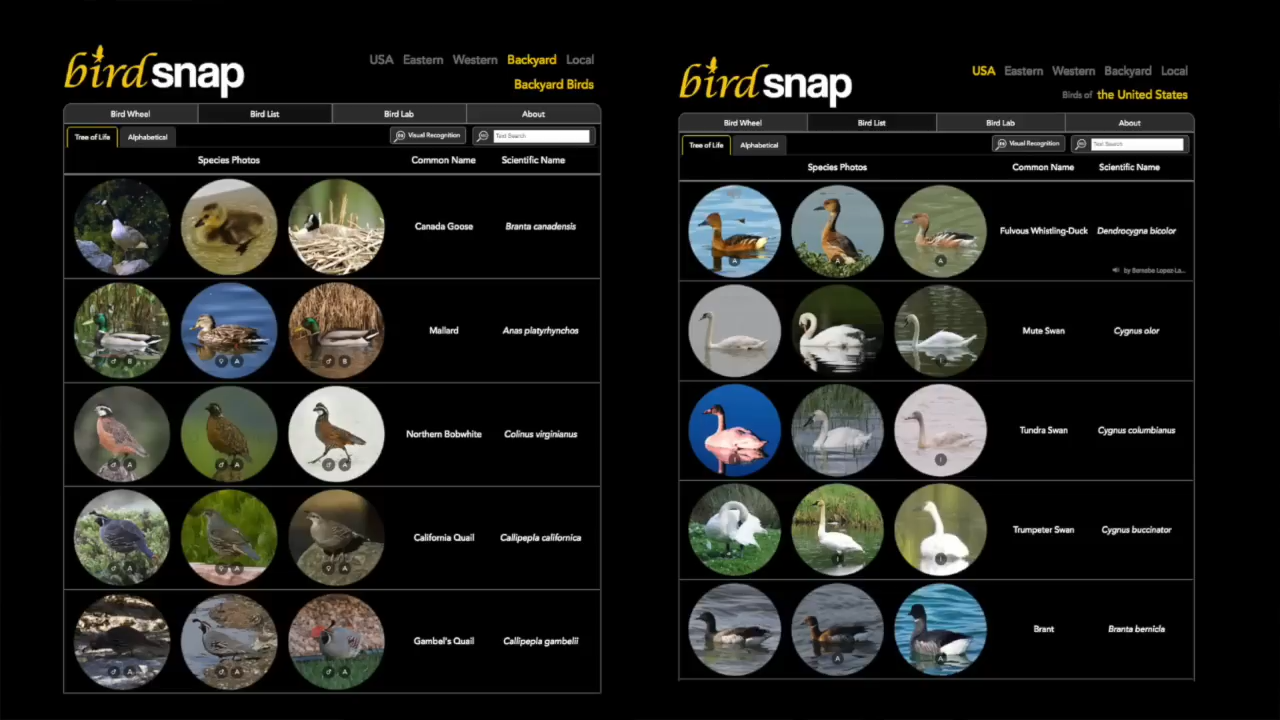 birdsnap
USA Eastern Western Backyard Local
Backyard Birds
Bird Wheel Bird List Bird Lab About
Tree of Life Alphabetical Visual Recognition Text Search
Species Photos Common Name Scientific Name
Canada Goose Branta canadensis
Mallard Anas platyrhynchos
♂ B ♀ A ♂ B
Northern Bobwhite Colinus virginianus
♂ A ♂ A ♂ A
California Quail Callipepla californica
♂ A ♀ A ♀ A
Gambel's Quail Callipepla gambelii
♂ A ♂ A ♂ A
birdsnap
USA Eastern Western Backyard Local
Birds of the United States
Bird Wheel Bird List Bird Lab About
Tree of Life Alphabetical Visual Recognition Text Search
Species Photos Common Name Scientific Name
Fulvous Whistling-Duck Dendrocygna bicolor
A A A
by Bernabe Lopez-La...
Mute Swan Cygnus olor
I
Tundra Swan Cygnus columbianus
I
Trumpeter Swan Cygnus buccinator
I I
Brant Branta bernicla
A A